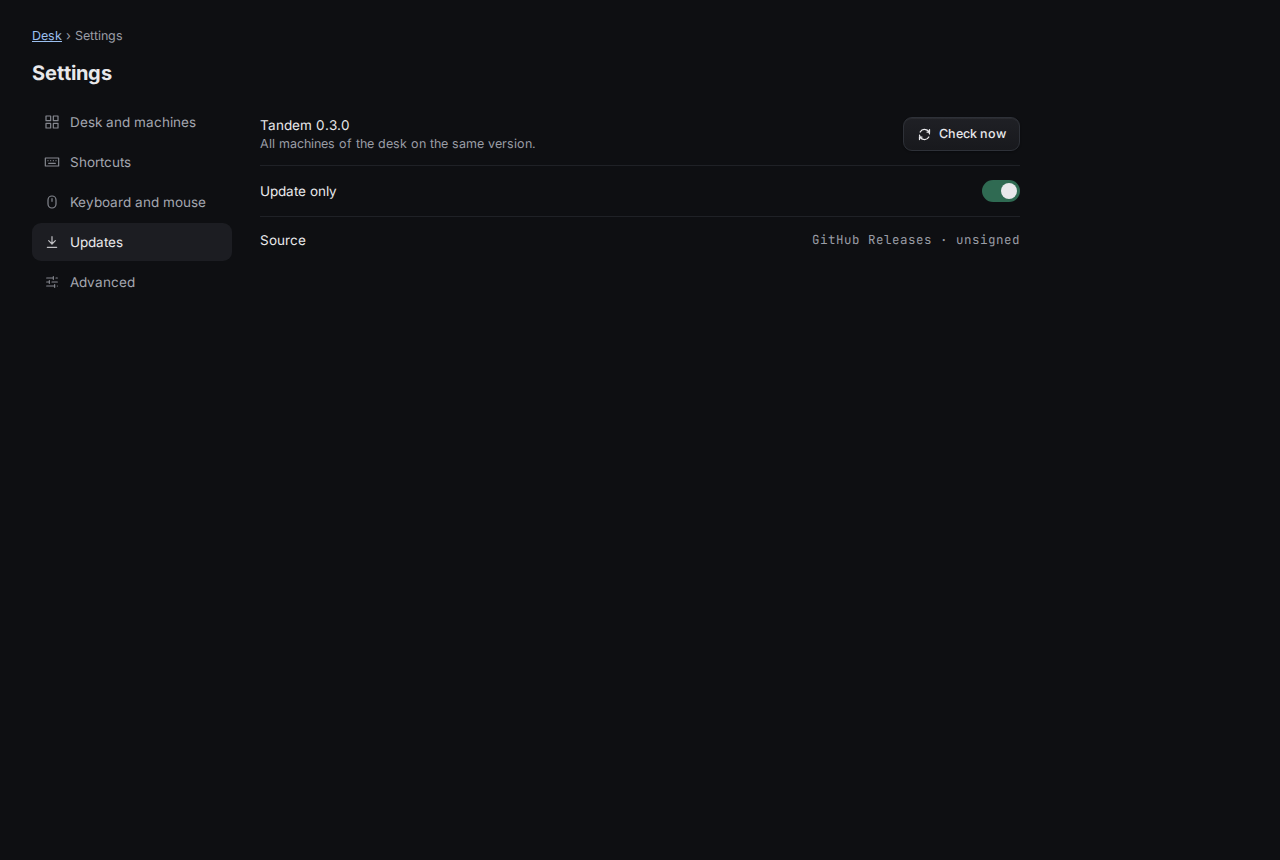 Desk › Settings
Settings
Desk and machines
Shortcuts
Keyboard and mouse
Updates
Advanced
Tandem 0.3.0
All machines of the desk on the same version.
Check now
Update only
Source
GitHub Releases · unsigned